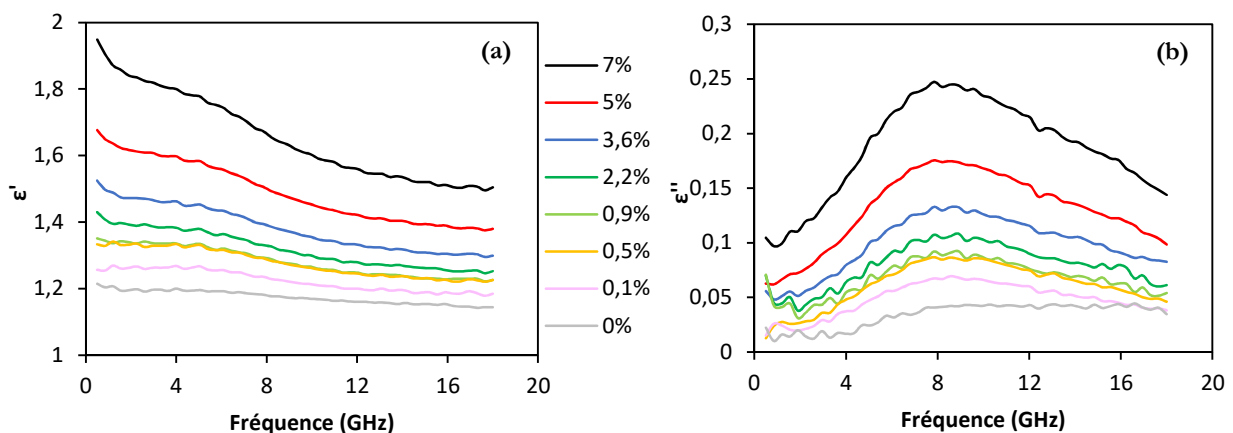 2
1,8
1,6
1,4
1,2
1
ε'
0 4 8 12 16 20
Fréquence (GHz)
(a)
7%
5%
3,6%
2,2%
0,9%
0,5%
0,1%
0%
0,3
0,25
0,2
0,15
0,1
0,05
0
ε''
0 4 8 12 16 20
Fréquence (GHz)
(b)